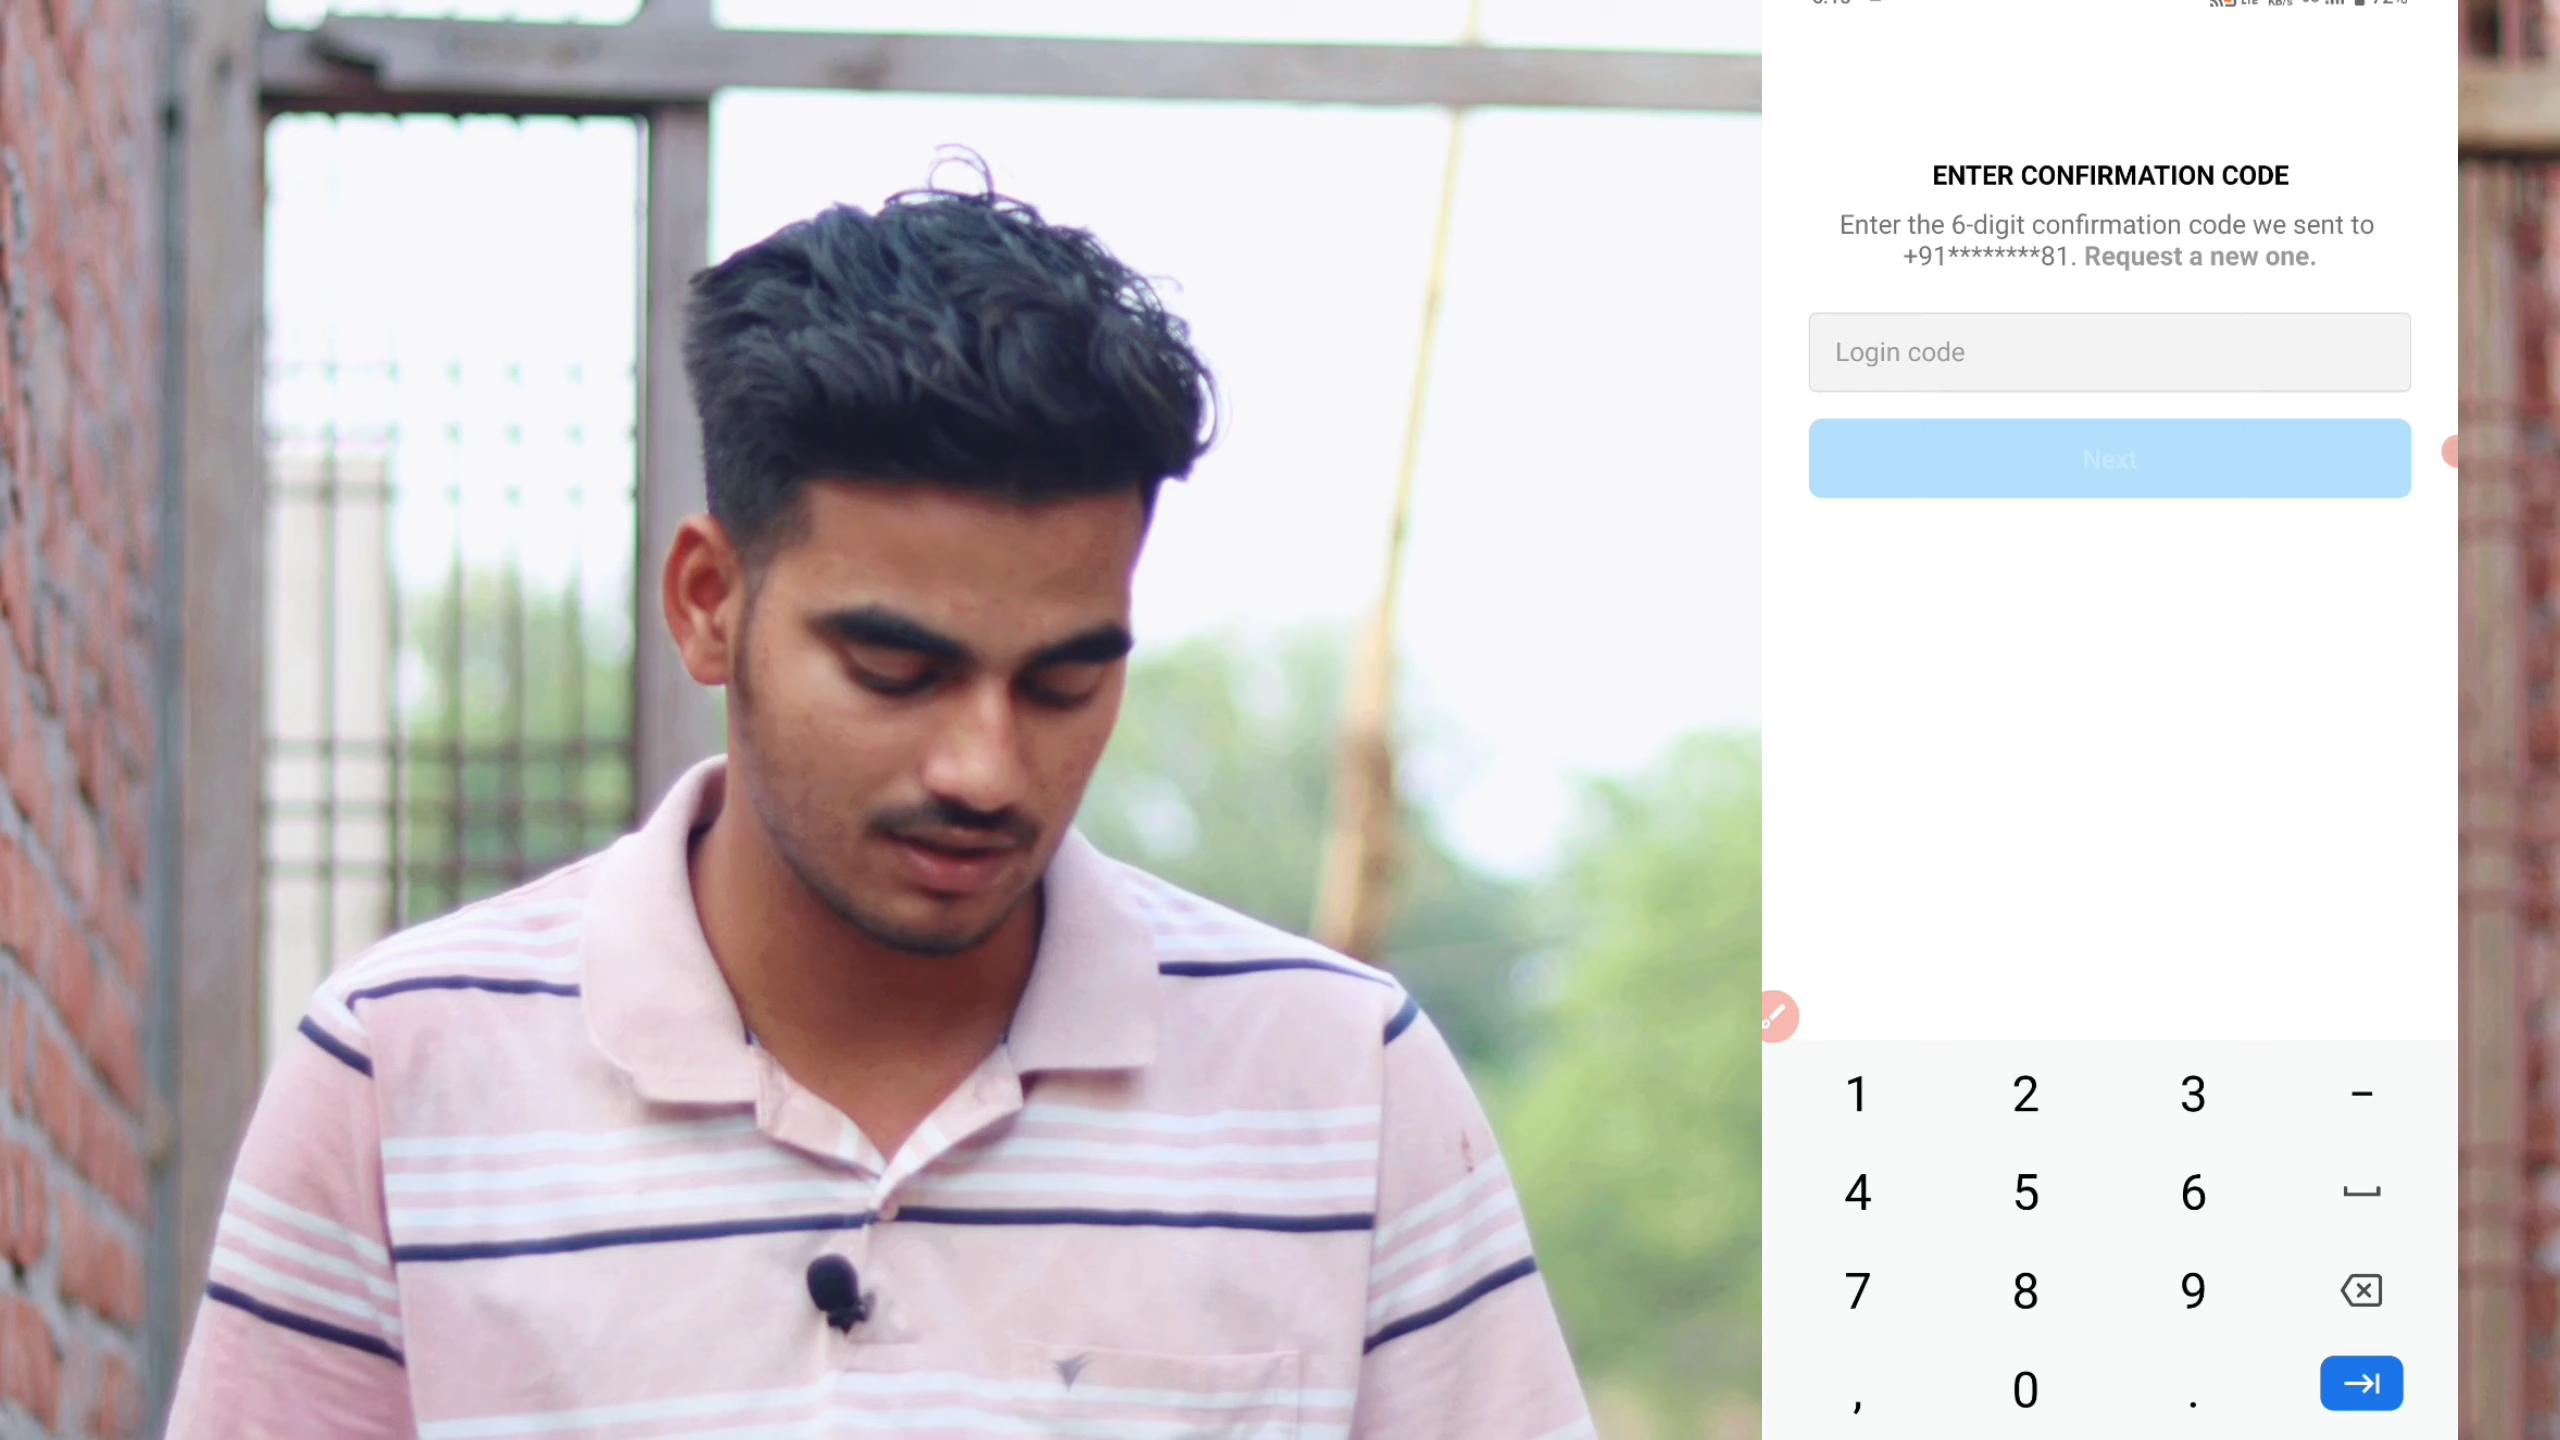 ENTER CONFIRMATION CODE
Enter the 6-digit confirmation code we sent to
+91********81. Request a new one.
Login code
Next
1 2 3 -
4 5 6
7 8 9
, 0 .